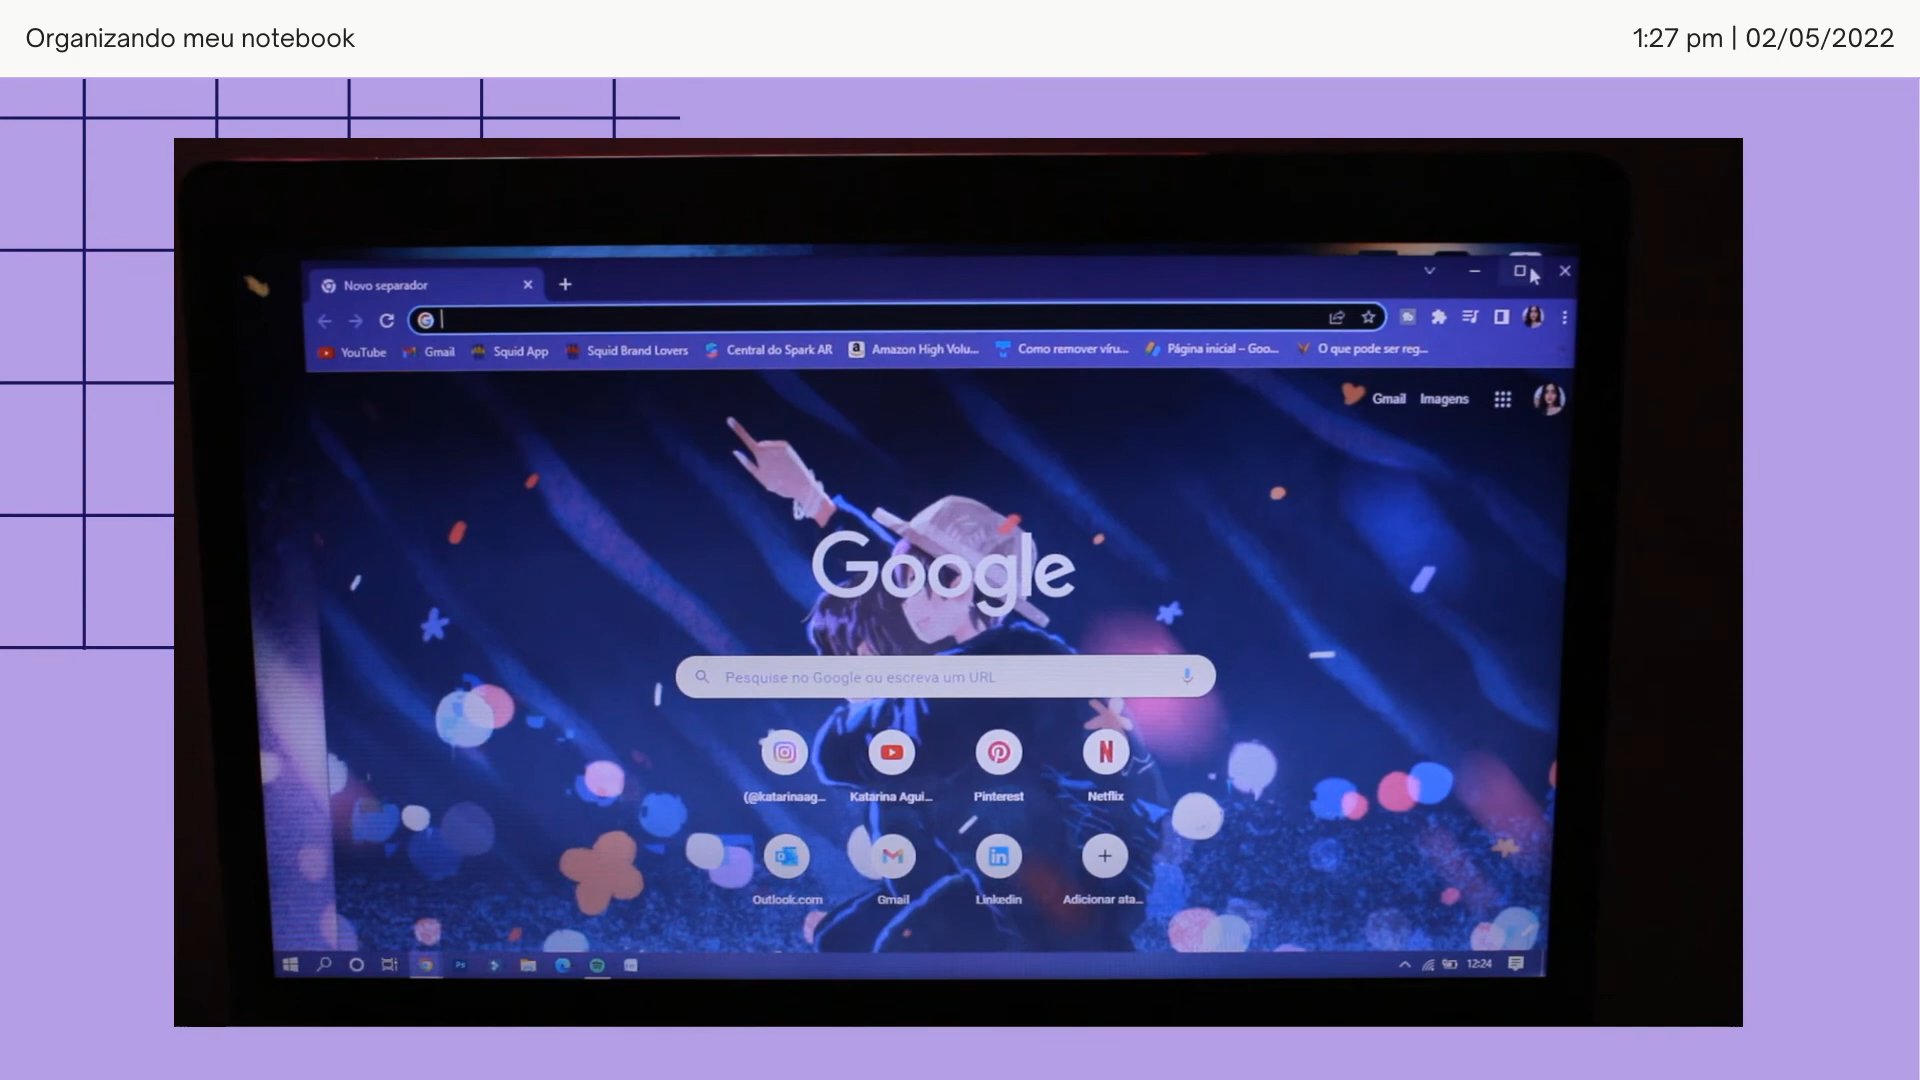 Organizando meu notebook
1:27 pm | 02/05/2022
Novo separador
YouTube
Gmail
Squid App
Squid Brand Lovers
Central do Spark AR
Amazon High Volu...
Como remover víru...
Página inicial – Goo...
O que pode ser reg...
Gmail Imagens
Google
Pesquise no Google ou escreva um URL
(@katarinaag...
Katarina Agui...
Pinterest
Netflix
Outlook.com
Gmail
Linkedin
Adicionar ata...
Ps
12:24